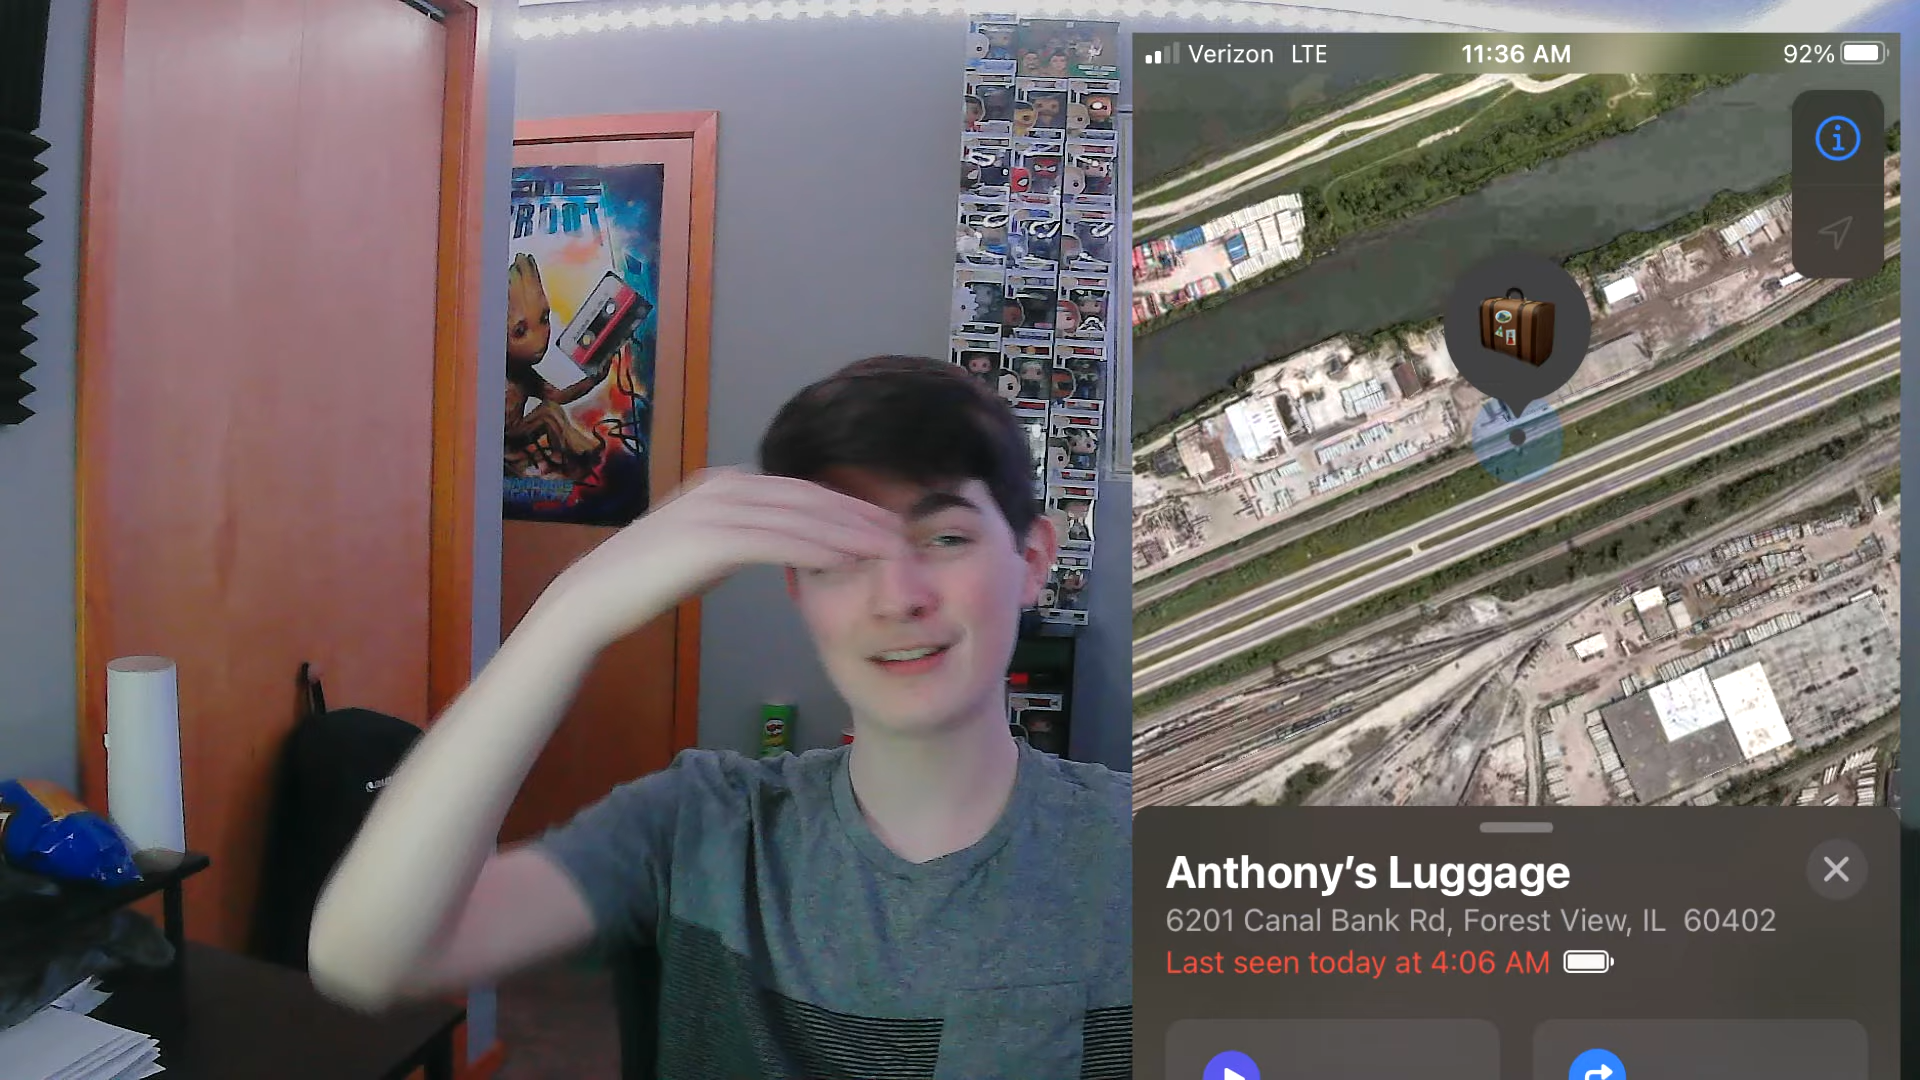 Verizon LTE 11:36 AM 92%
Anthony's Luggage
6201 Canal Bank Rd, Forest View, IL 60402
Last seen today at 4:06 AM